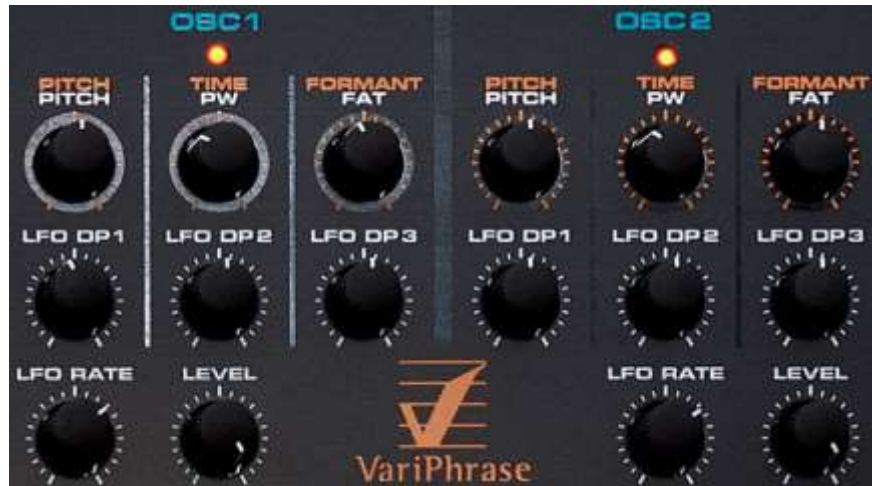 OSC1 OSC2
PITCH TIME FORMANT PITCH TIME FORMANT
PITCH PW FAT PITCH PW FAT
LFO DP1 LFO DP2 LFO DP3 LFO DP1 LFO DP2 LFO DP3
LFO RATE LEVEL LFO RATE LEVEL
VariPhrase